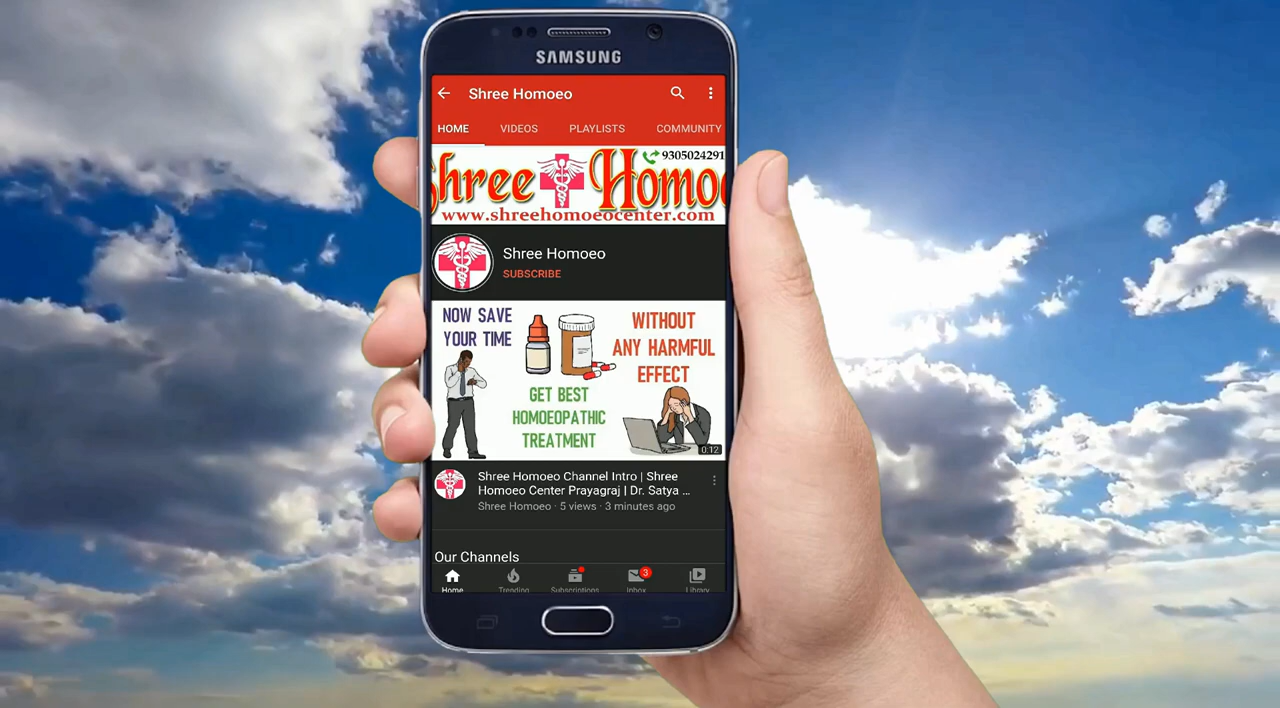 SAMSUNG
Shree Homoeo
HOME VIDEOS PLAYLISTS COMMUNITY
9305024291
Shree Homoe
www.shreehomoeocenter.com
Shree Homoeo
SUBSCRIBE
NOW SAVE
YOUR TIME
WITHOUT
ANY HARMFUL
EFFECT
GET BEST
HOMOEOPATHIC
TREATMENT
0:12
Shree Homoeo Channel Intro | Shree
Homoeo Center Prayagraj | Dr. Satya ...
Shree Homoeo · 5 views · 3 minutes ago
Our Channels
3
Home Trending Subscriptions Inbox Library